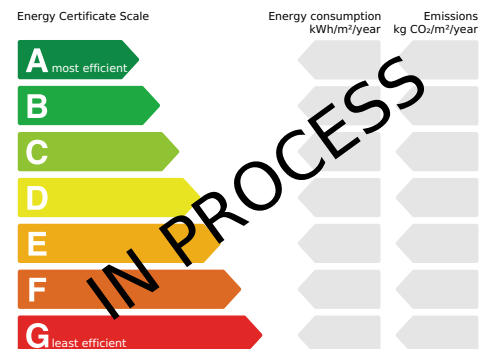 Energy Certificate Scale
Energy consumption
kWh/m²/year
Emissions
kg CO₂/m²/year
A most efficient
B
C
D
E
F
G least efficient
IN PROCESS